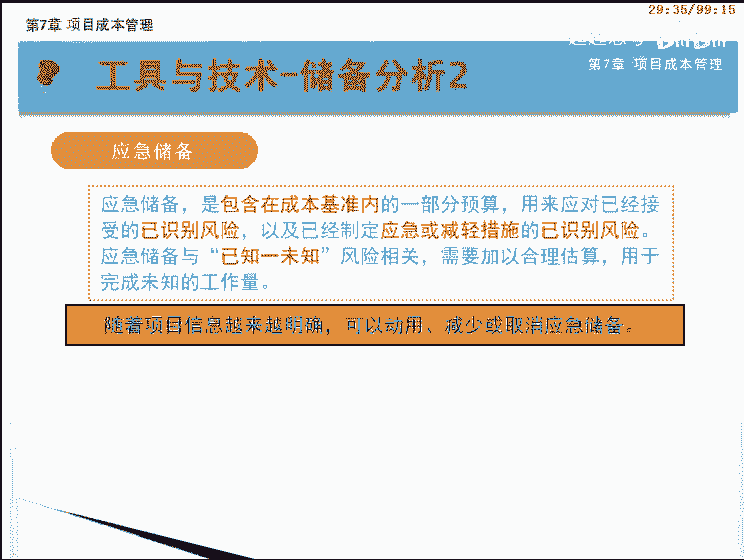 29:35/99:15
第7章 项目成本管理
第7章 项目成本管理
工具与技术-储备分析2
应急储备
应急储备，是包含在成本基准内的一部分预算，用来应对已经接
受的已识别风险，以及已经制定应急或减轻措施的已识别风险。
应急储备与“已知—未知”风险相关，需要加以合理估算，用于
完成未知的工作量。
随着项目信息越来越明确，可以动用、减少或取消应急储备。